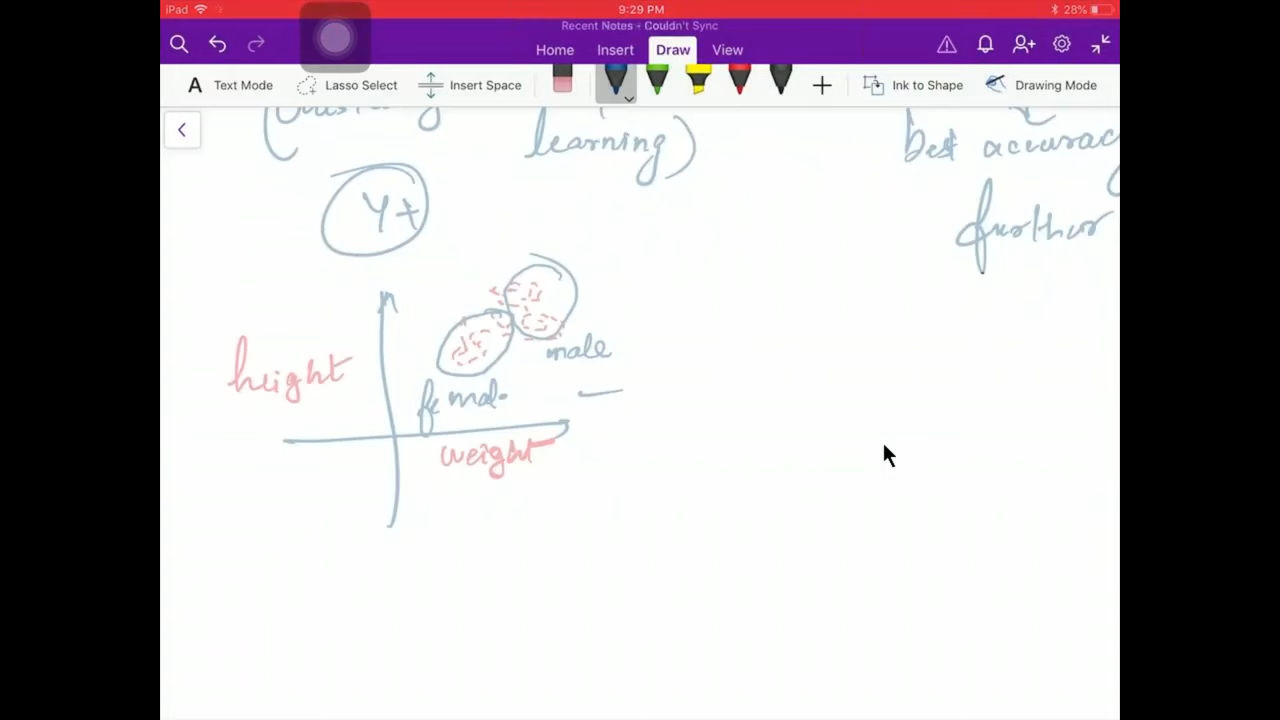 iPad 9:29 PM 28%
Recent Notes - Couldn't Sync
Home Insert Draw View
A Text Mode Lasso Select Insert Space Ink to Shape Drawing Mode
learning) best accuracy
further
height
male
female
weight